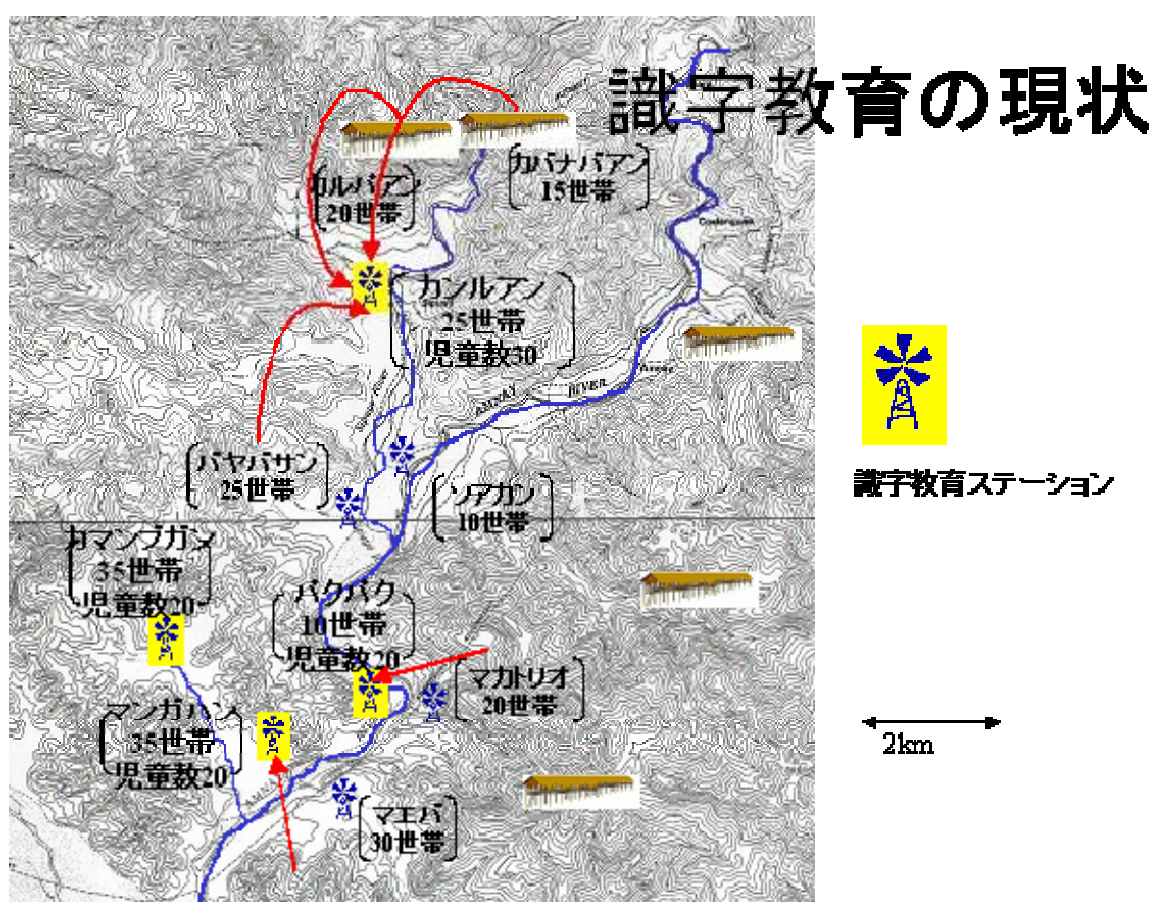 識字教育の現状
カバナバアン
15世帯
カルバアン
20世帯
カンルアン
25世帯
児童数30
RIVER
バヤバサン
25世帯
ソアカン
10世帯
識字教育ステーション
カマンブガン
35世帯
児童数20
バクバク
10世帯
児童数20
マカトリオ
20世帯
マンガハン
35世帯
児童数20
2km
マエバ
30世帯